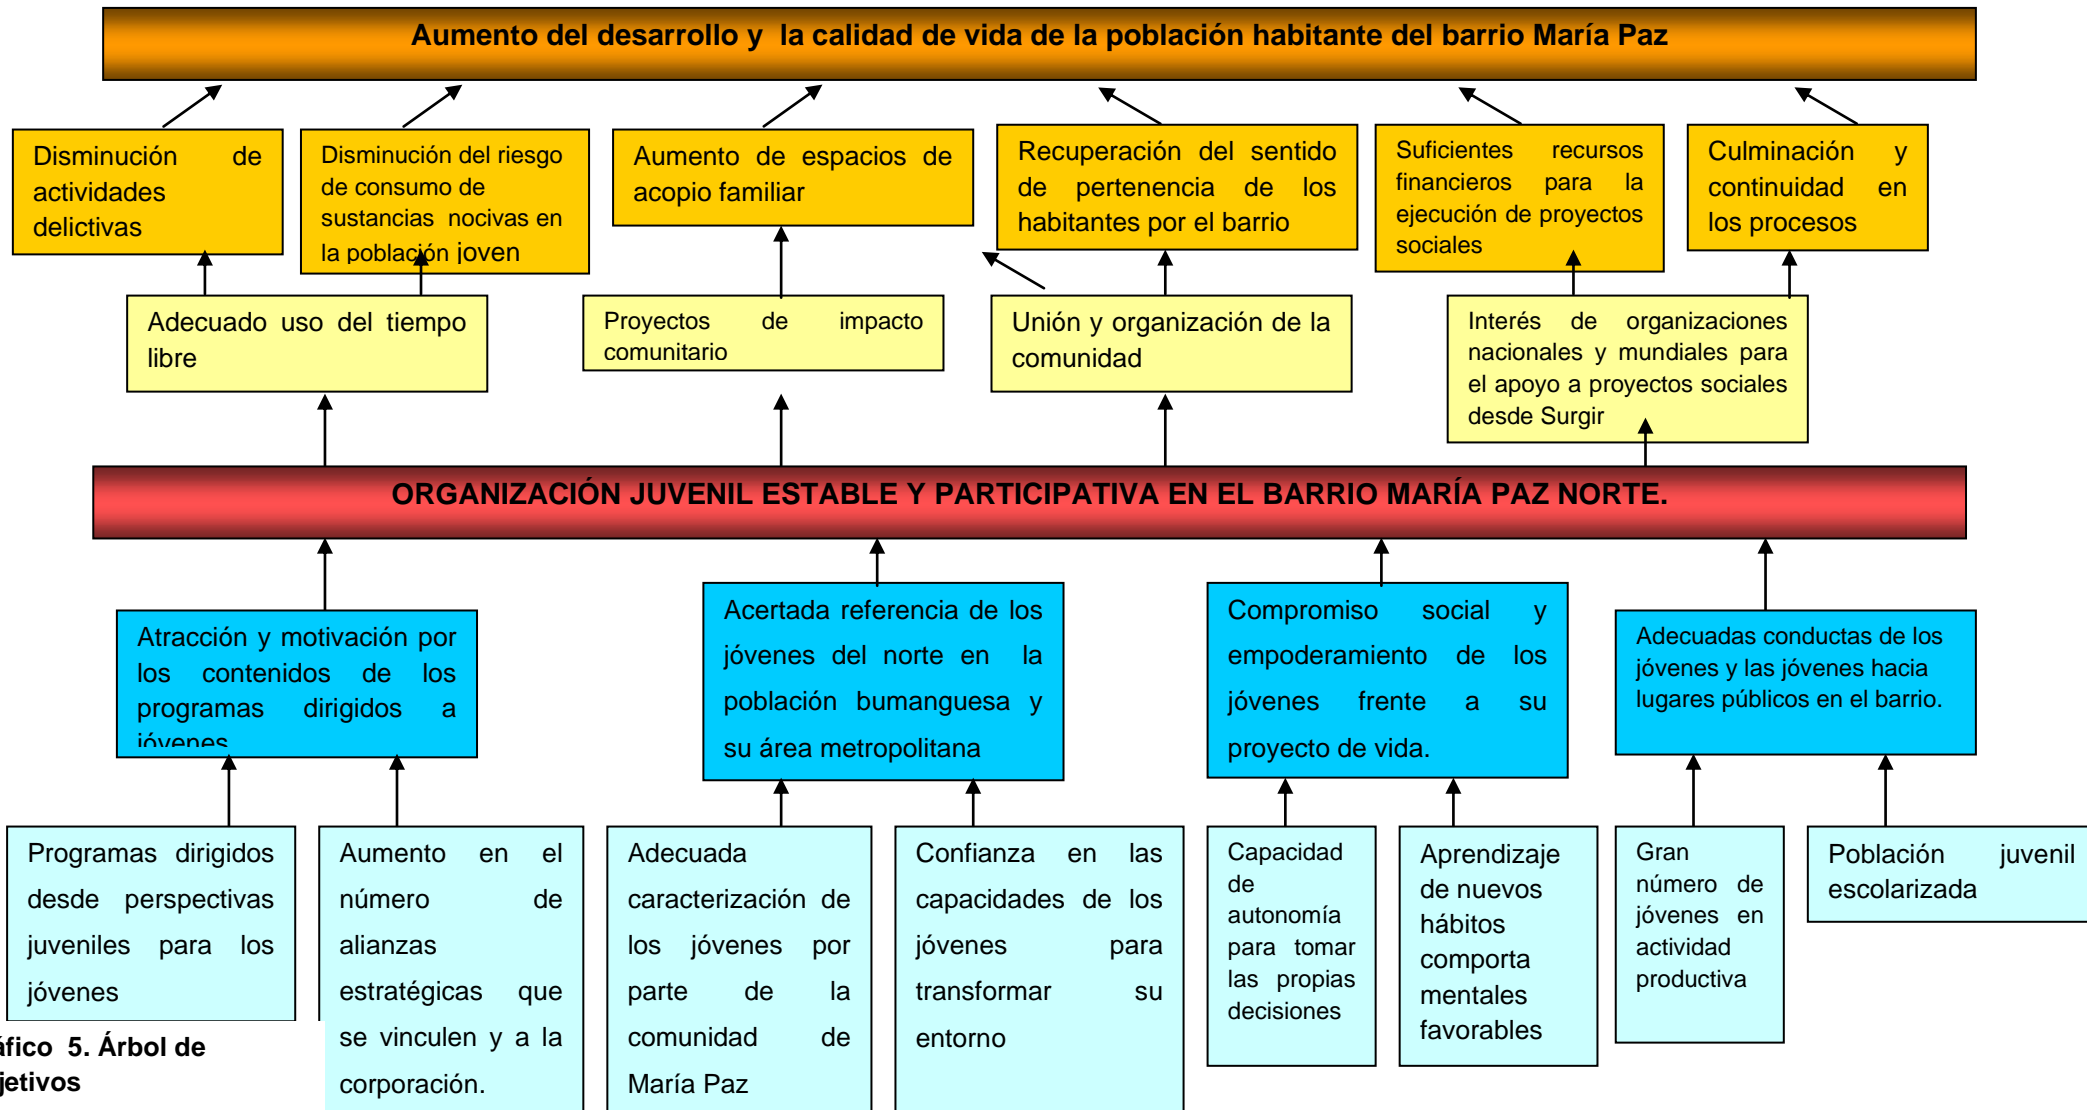 Aumento del desarrollo y la calidad de vida de la población habitante del barrio María Paz
Disminución de
actividades
delictivas
Disminución del riesgo
de consumo de
sustancias nocivas en
la población joven
Aumento de espacios de
acopio familiar
Recuperación del sentido
de pertenencia de los
habitantes por el barrio
Suficientes recursos
financieros para la
ejecución de proyectos
sociales
Culminación y
continuidad en
los procesos
Adecuado uso del tiempo
libre
Proyectos de impacto
comunitario
Unión y organización de la
comunidad
Interés de organizaciones
nacionales y mundiales para
el apoyo a proyectos sociales
desde Surgir
ORGANIZACIÓN JUVENIL ESTABLE Y PARTICIPATIVA EN EL BARRIO MARÍA PAZ NORTE.
Atracción y motivación por
los contenidos de los
programas dirigidos a
jóvenes
Acertada referencia de los
jóvenes del norte en la
población bumanguesa y
su área metropolitana
Compromiso social y
empoderamiento de los
jóvenes frente a su
proyecto de vida.
Adecuadas conductas de los
jóvenes y las jóvenes hacia
lugares públicos en el barrio.
Programas dirigidos
desde perspectivas
juveniles para los
jóvenes
Aumento en el
número de
alianzas
estratégicas que
se vinculen y a la
corporación.
Adecuada
caracterización de
los jóvenes por
parte de la
comunidad de
María Paz
Confianza en las
capacidades de los
jóvenes para
transformar su
entorno
Capacidad
de
autonomía
para tomar
las propias
decisiones
Aprendizaje
de nuevos
hábitos
comporta
mentales
favorables
Gran
número de
jóvenes en
actividad
productiva
Población juvenil
escolarizada
áfico 5. Árbol de
jetivos